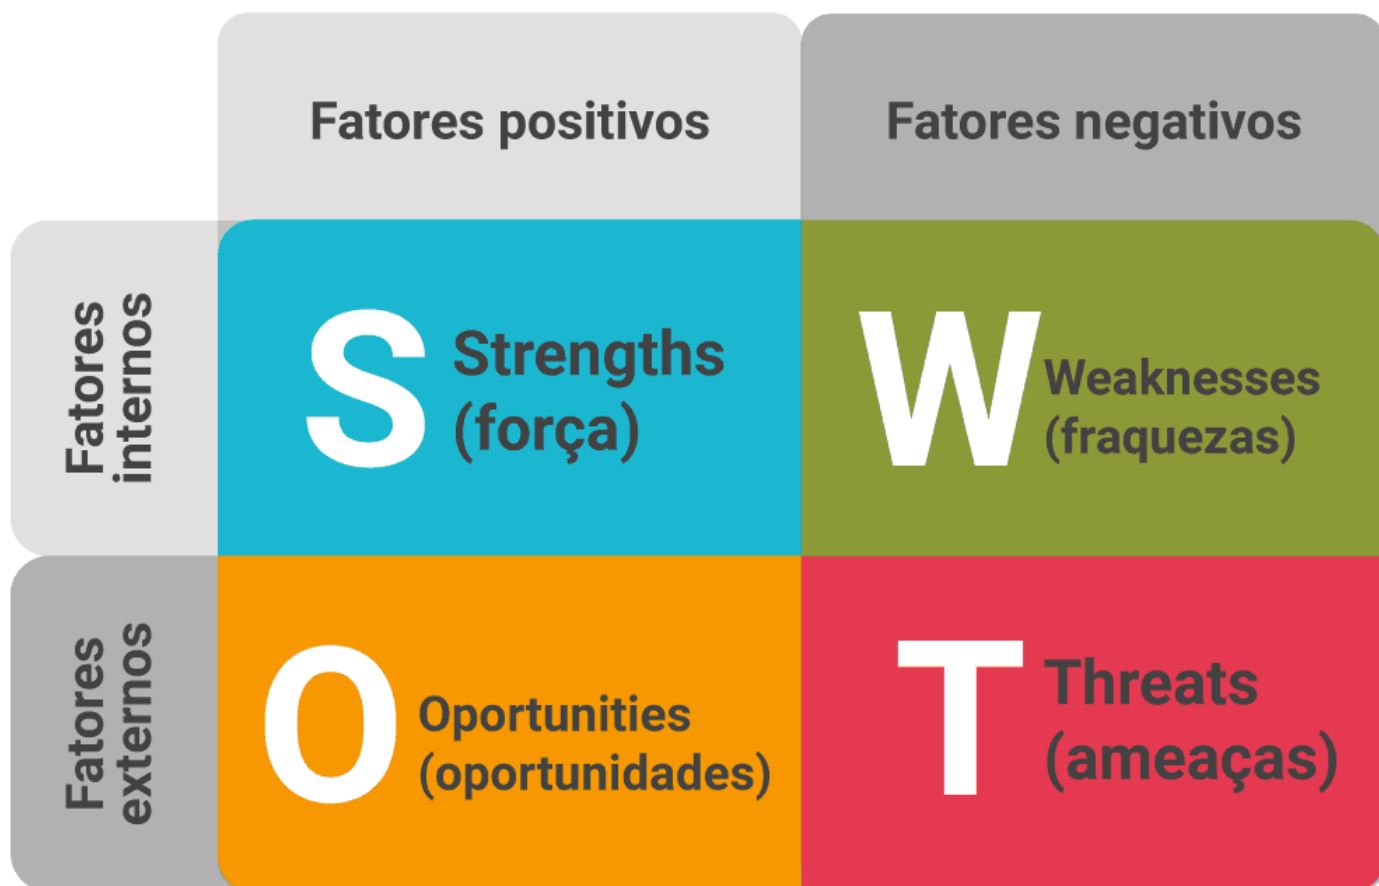 Fatores positivos
Fatores negativos
Fatores
internos
S
Strengths
(força)
W
Weaknesses
(fraquezas)
Fatores
externos
O
Oportunities
(oportunidades)
T
Threats
(ameaças)